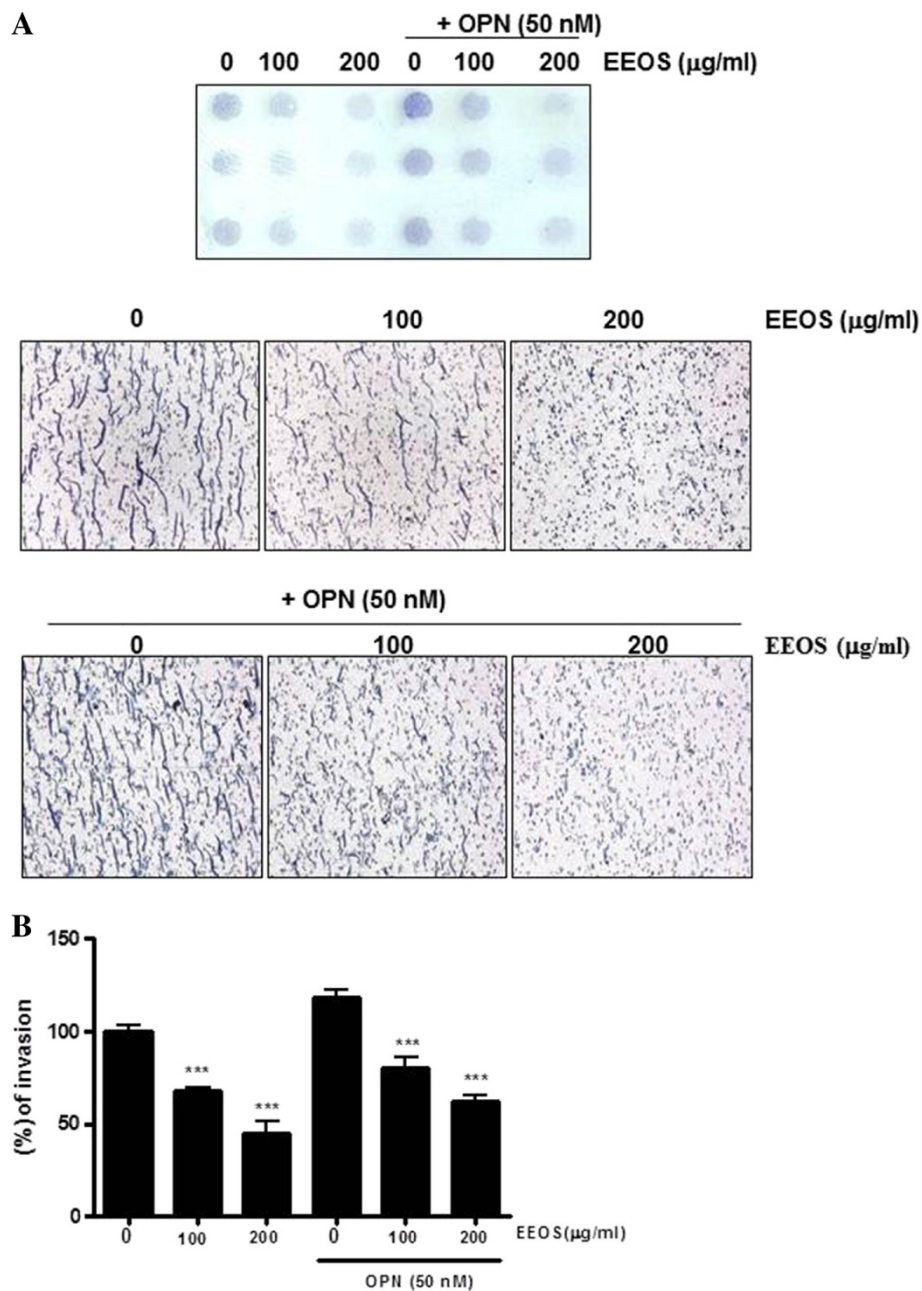 A
+ OPN (50 nM)
0 100 200 0 100 200 EEOS (µg/ml)
0 100 200 EEOS (µg/ml)
+ OPN (50 nM)
0 100 200 EEOS (µg/ml)
B
(%) of invasion
150
100
50
0
*** *** *** ***
0 100 200 0 100 200 EEOS(µg/ml)
OPN (50 nM)